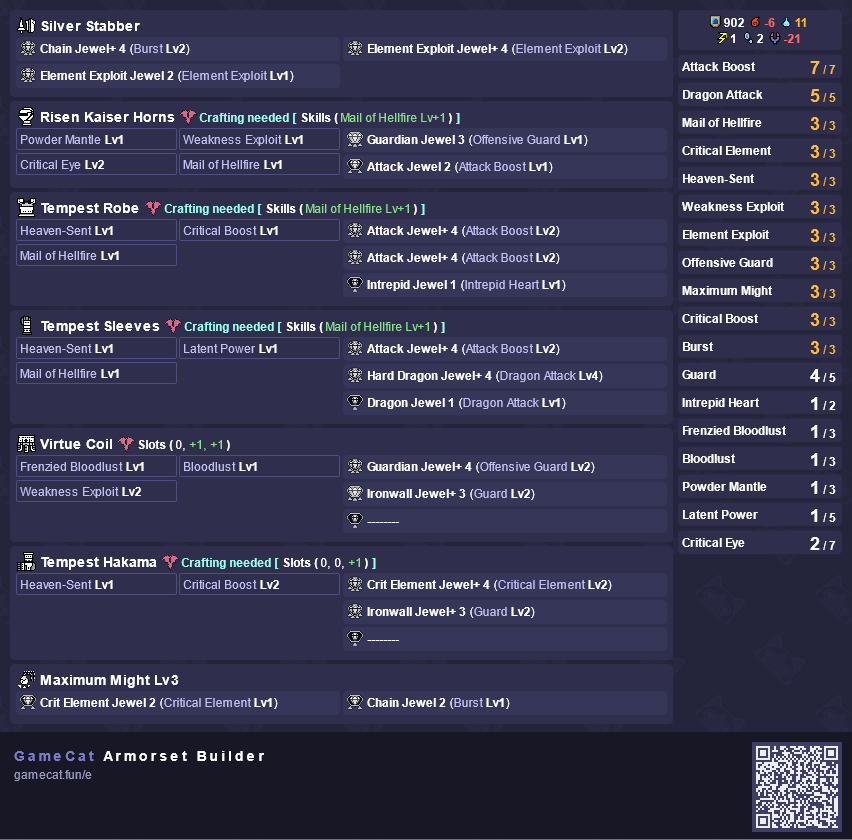 Silver Stabber
Chain Jewel+ 4 (Burst Lv2)
Element Exploit Jewel+ 4 (Element Exploit Lv2)
Element Exploit Jewel 2 (Element Exploit Lv1)
Risen Kaiser Horns Crafting needed [ Skills ( Mail of Hellfire Lv+1 ) ]
Powder Mantle Lv1
Weakness Exploit Lv1
Guardian Jewel 3 (Offensive Guard Lv1)
Critical Eye Lv2
Mail of Hellfire Lv1
Attack Jewel 2 (Attack Boost Lv1)
Tempest Robe Crafting needed [ Skills ( Mail of Hellfire Lv+1 ) ]
Heaven-Sent Lv1
Critical Boost Lv1
Attack Jewel+ 4 (Attack Boost Lv2)
Mail of Hellfire Lv1
Attack Jewel+ 4 (Attack Boost Lv2)
Intrepid Jewel 1 (Intrepid Heart Lv1)
Tempest Sleeves Crafting needed [ Skills ( Mail of Hellfire Lv+1 ) ]
Heaven-Sent Lv1
Latent Power Lv1
Attack Jewel+ 4 (Attack Boost Lv2)
Mail of Hellfire Lv1
Hard Dragon Jewel+ 4 (Dragon Attack Lv4)
Dragon Jewel 1 (Dragon Attack Lv1)
Virtue Coil Slots ( 0, +1, +1 )
Frenzied Bloodlust Lv1
Bloodlust Lv1
Guardian Jewel+ 4 (Offensive Guard Lv2)
Weakness Exploit Lv2
Ironwall Jewel+ 3 (Guard Lv2)
--------
Tempest Hakama Crafting needed [ Slots ( 0, 0, +1 ) ]
Heaven-Sent Lv1
Critical Boost Lv2
Crit Element Jewel+ 4 (Critical Element Lv2)
Ironwall Jewel+ 3 (Guard Lv2)
--------
Maximum Might Lv3
Crit Element Jewel 2 (Critical Element Lv1)
Chain Jewel 2 (Burst Lv1)
902 -6 11
1 2 -21
Attack Boost 7 / 7
Dragon Attack 5 / 5
Mail of Hellfire 3 / 3
Critical Element 3 / 3
Heaven-Sent 3 / 3
Weakness Exploit 3 / 3
Element Exploit 3 / 3
Offensive Guard 3 / 3
Maximum Might 3 / 3
Critical Boost 3 / 3
Burst 3 / 3
Guard 4 / 5
Intrepid Heart 1 / 2
Frenzied Bloodlust 1 / 3
Bloodlust 1 / 3
Powder Mantle 1 / 3
Latent Power 1 / 5
Critical Eye 2 / 7
GameCat Armorset Builder
gamecat.fun/e